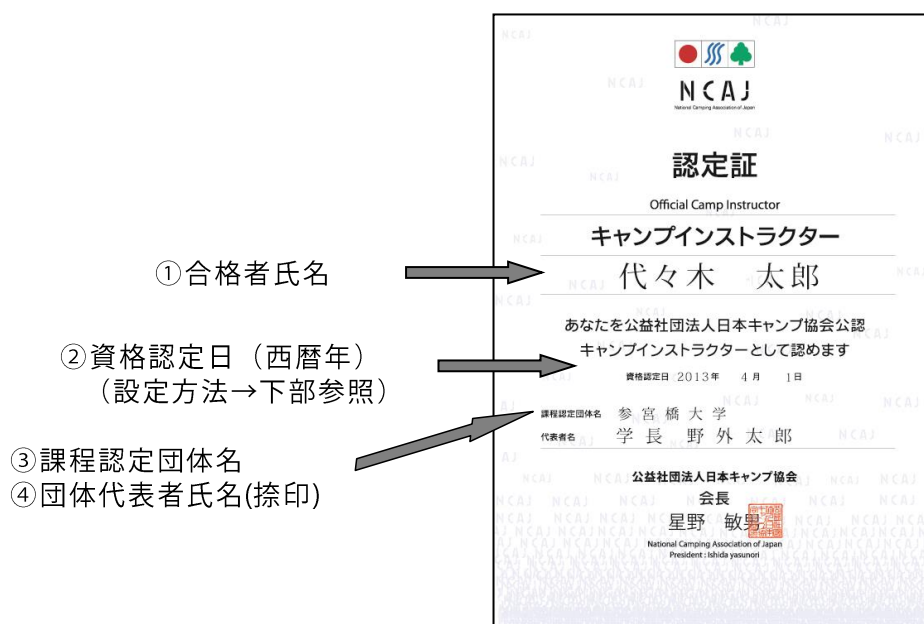 ①合格者氏名
②資格認定日（西暦年）
（設定方法→下部参照）
③課程認定団体名
④団体代表者氏名(捺印)
NCAJ
National Camping Association of Japan
認定証
Official Camp Instructor
キャンプインストラクター
代々木　太郎
あなたを公益社団法人日本キャンプ協会公認
キャンプインストラクターとして認めます
資格認定日 2013年　4月　1日
課程認定団体名　参宮橋大学
代表者名　学長　野外太郎
公益社団法人日本キャンプ協会
会長
星野　敏男
National Camping Association of Japan
President : Ishida yasunori